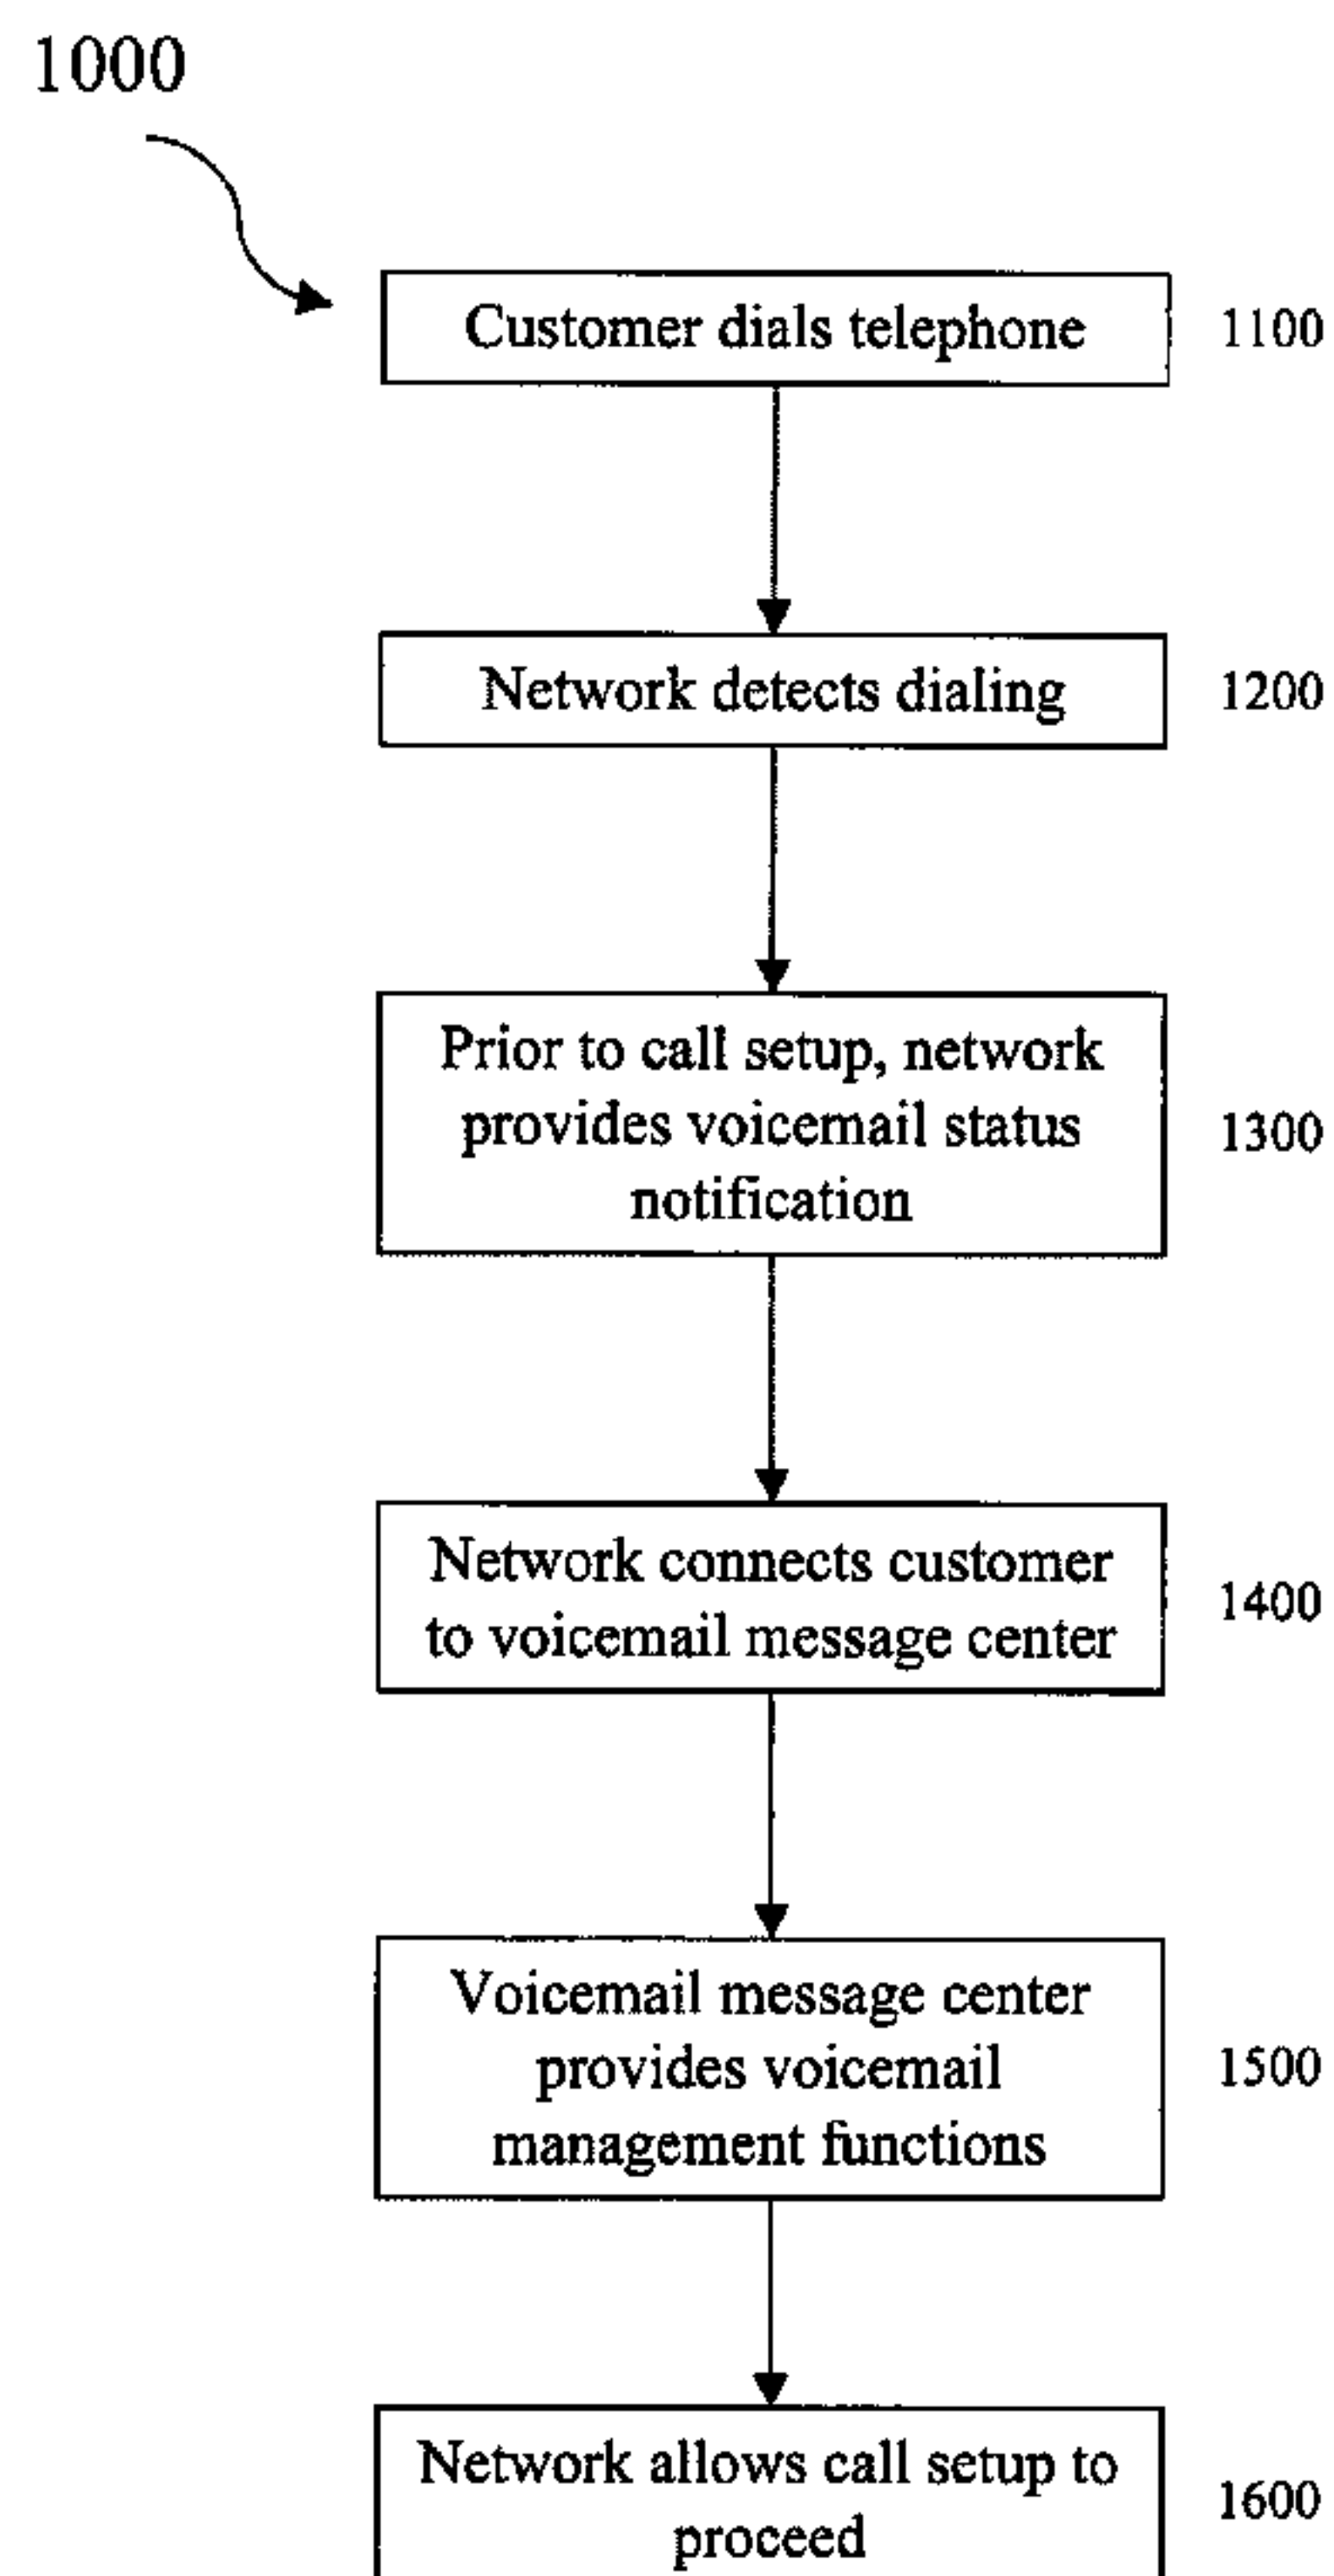 1000
Customer dials telephone
1100
Network detects dialing
1200
Prior to call setup, network
provides voicemail status
notification
1300
Network connects customer
to voicemail message center
1400
Voicemail message center
provides voicemail
management functions
1500
Network allows call setup to
proceed
1600